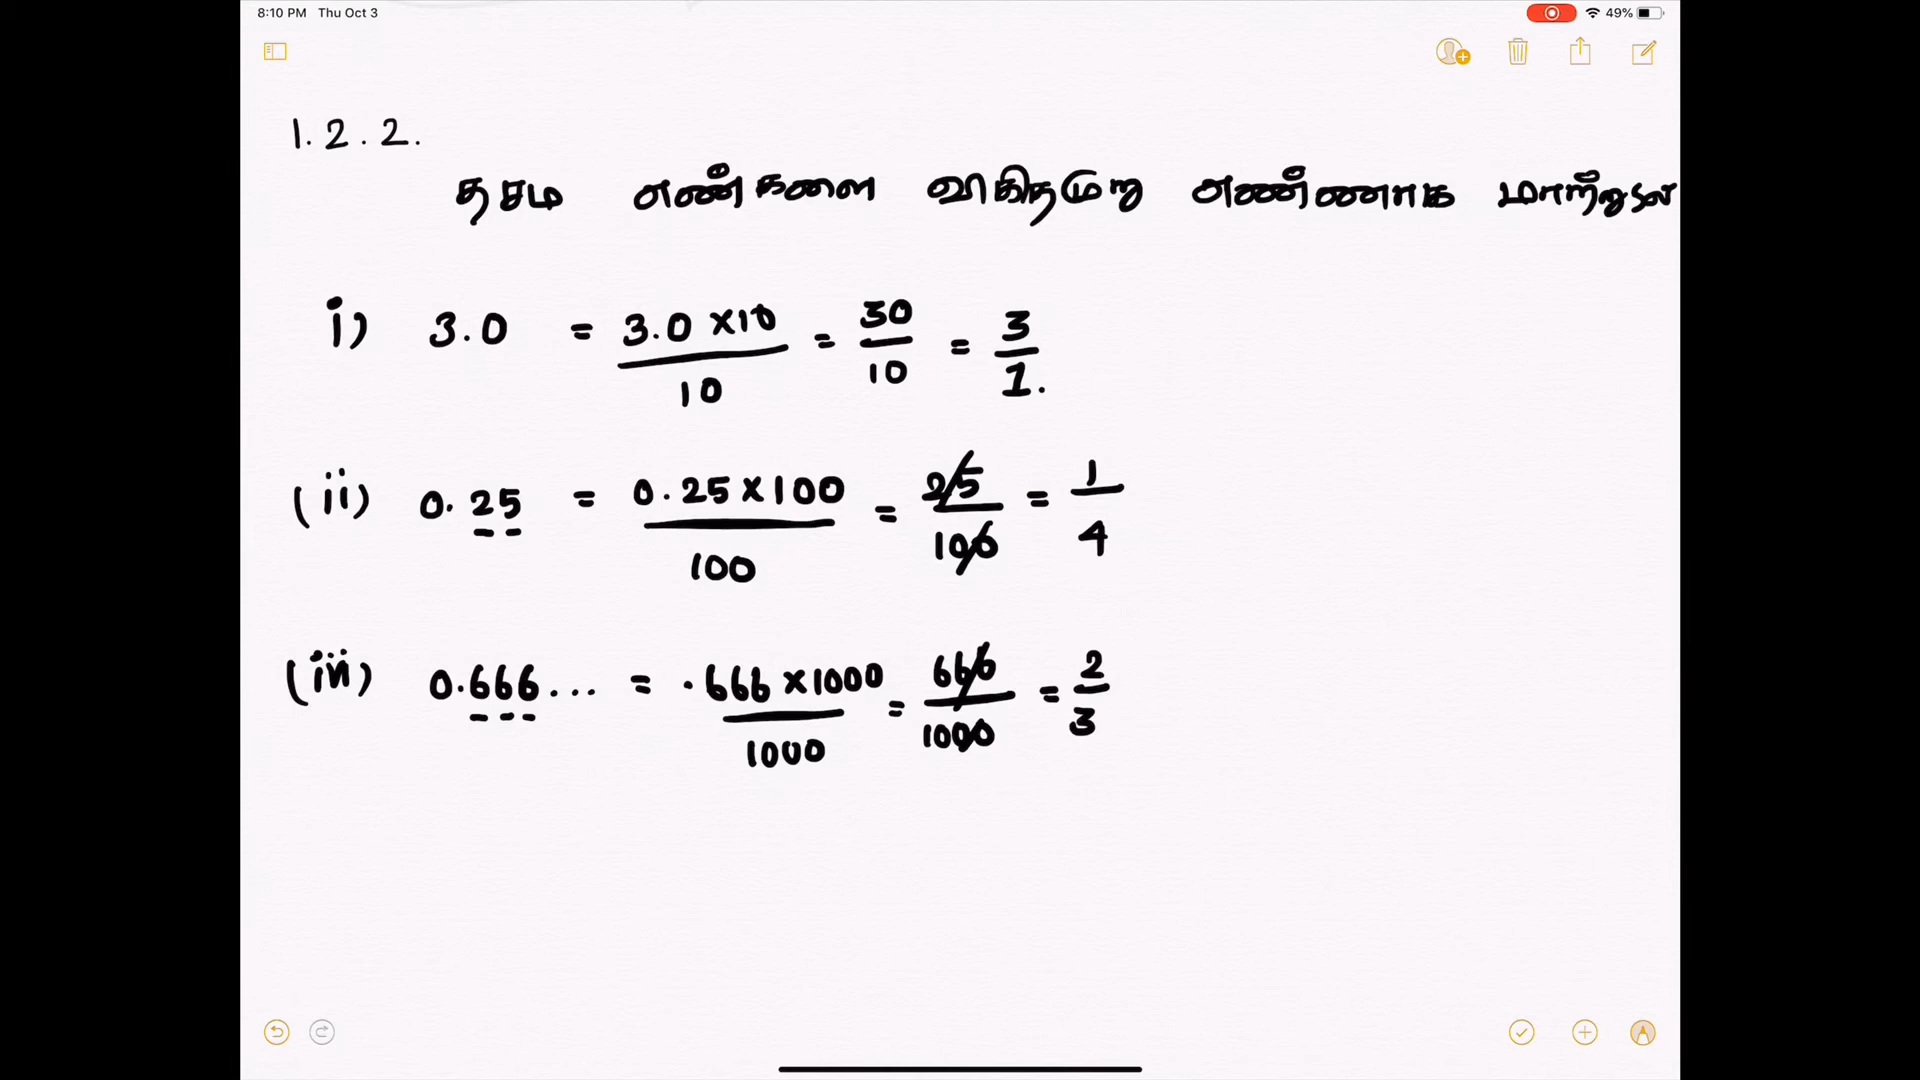 8:10 PM Thu Oct 3 49%
1.2.2.
தசம எண்களை விகிதமுறு எண்ணாக மாற்றுதல்
i) 3.0 = 3.0 ×10 / 10 = 30 / 10 = 3 / 1.
(ii) 0.25 = 0.25 × 100 / 100 = 25 / 100 = 1 / 4
(iii) 0.666... = .666 ×1000 / 1000 = 666 / 1000 = 2 / 3